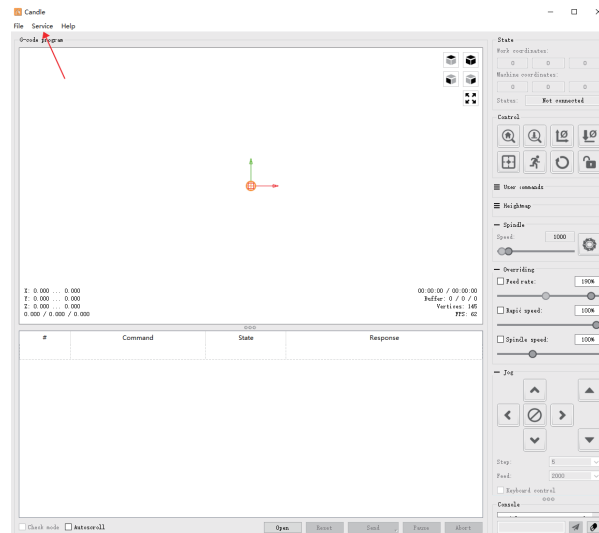 Candle
File Service Help
G-code program
X: 0.000 ... 0.000
Y: 0.000 ... 0.000
Z: 0.000 ... 0.000
0.000 / 0.000 / 0.000
00:00:00 / 00:00:00
Buffer: 0 / 0 / 0
Vertices: 145
FPS: 62
# Command State Response
Check mode Autoscroll Open Reset Send Pause Abort
State
Work coordinates:
0 0 0
Machine coordinates:
0 0 0
Status: Not connected
Control
User commands
Heightmap
Spindle
Speed: 1000
Overriding
Feed rate: 190%
Rapid speed: 100%
Spindle speed: 100%
Jog
Step: 5
Feed: 2000
Keyboard control
Console